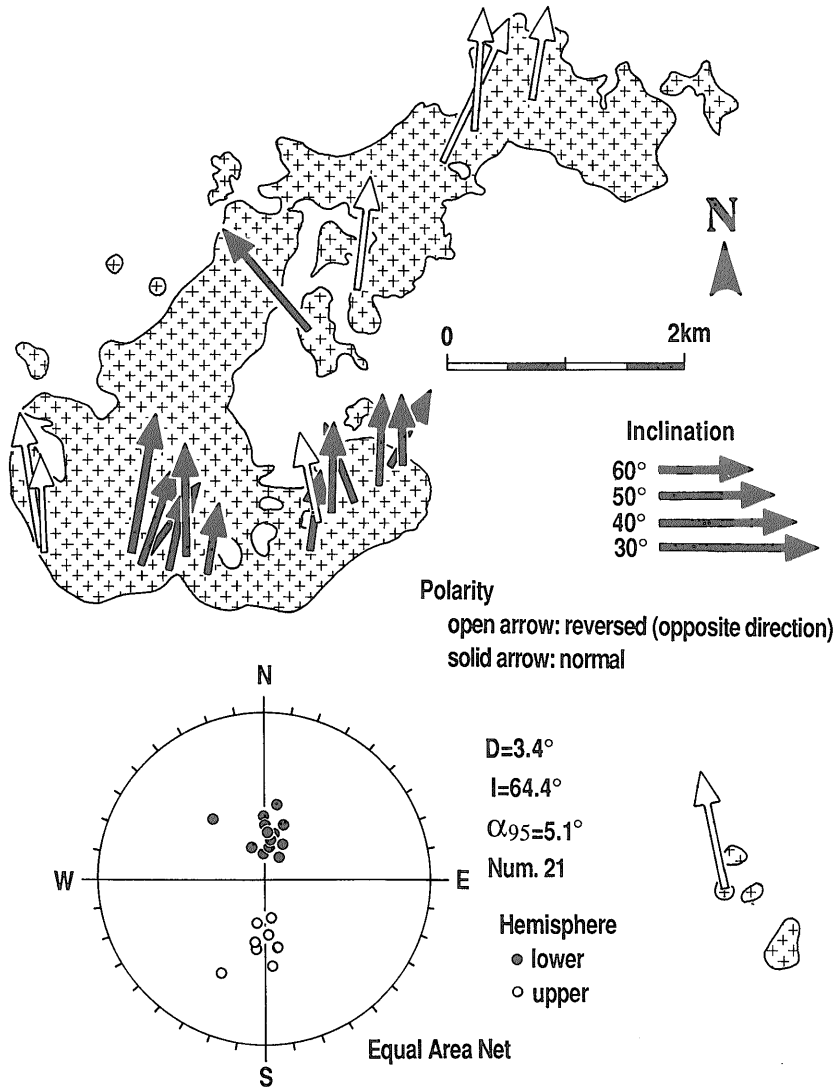 N
0 2km
Inclination
60°
50°
40°
30°
Polarity
open arrow: reversed (opposite direction)
solid arrow: normal
N
W
E
S
D=3.4°
I=64.4°
α95=5.1°
Num. 21
Hemisphere
lower
upper
Equal Area Net